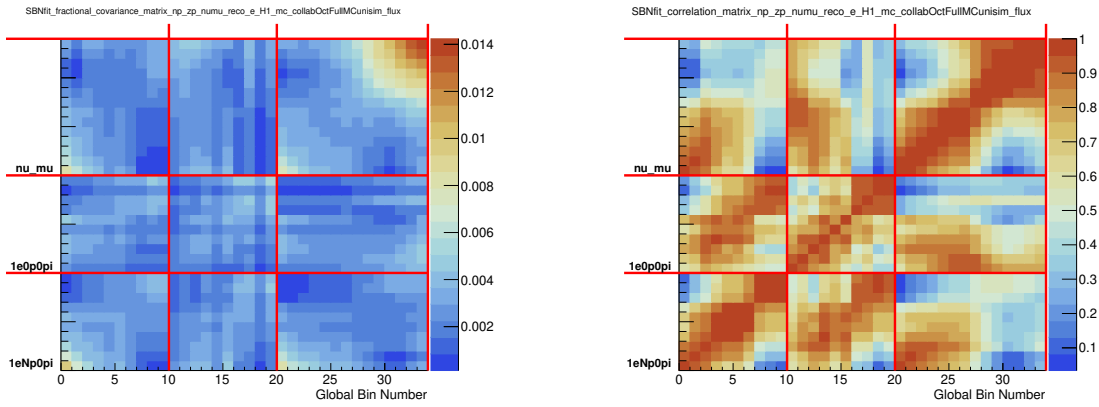 SBNfit_fractional_covariance_matrix_np_zp_numu_reco_e_H1_mc_collabOctFullMCunisim_flux
nu_mu
1e0p0pi
1eNp0pi
0 5 10 15 20 25 30
Global Bin Number
0.014
0.012
0.01
0.008
0.006
0.004
0.002
SBNfit_correlation_matrix_np_zp_numu_reco_e_H1_mc_collabOctFullMCunisim_flux
nu_mu
1e0p0pi
1eNp0pi
0 5 10 15 20 25 30
Global Bin Number
1
0.9
0.8
0.7
0.6
0.5
0.4
0.3
0.2
0.1